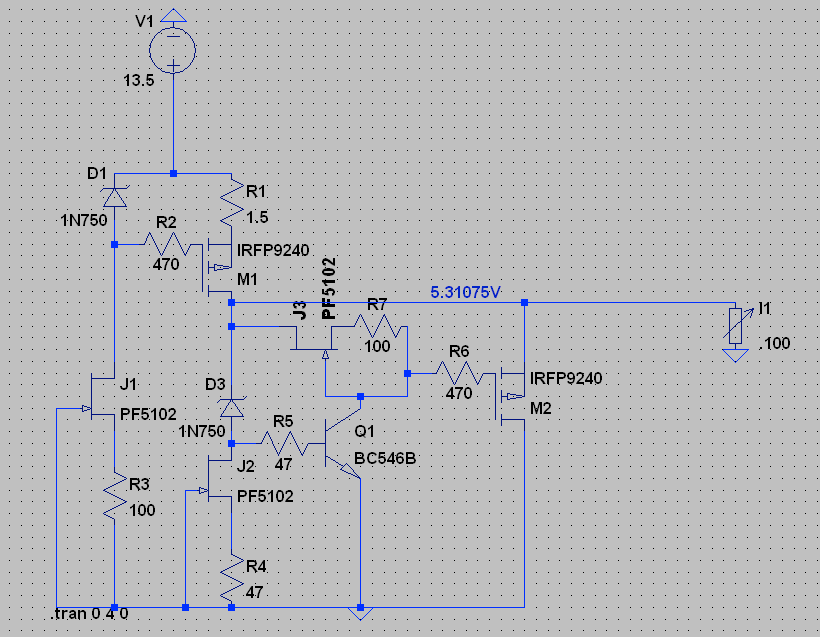 V1
13.5
D1
1N750
R1
1.5
R2
470
IRFP9240
M1
J3
PF5102
5.31075V
R7
100
I1
.100
R6
470
IRFP9240
M2
J1
PF5102
D3
1N750
R5
47
Q1
BC546B
J2
PF5102
R3
100
R4
47
.tran 0 4 0